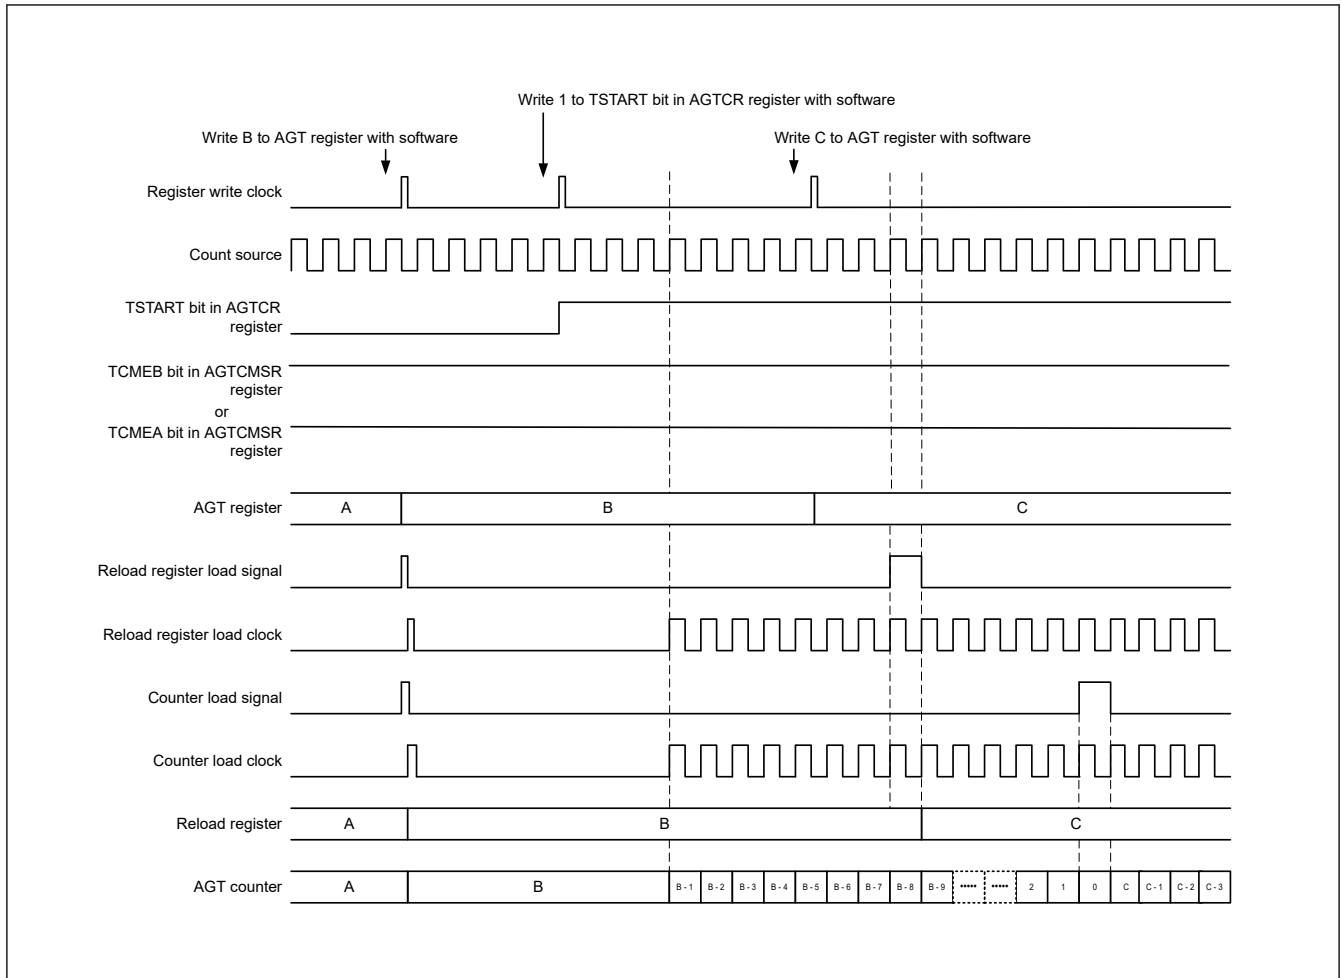 Write 1 to TSTART bit in AGTCR register with software
Write B to AGT register with software
Write C to AGT register with software
Register write clock
Count source
TSTART bit in AGTCR
register
TCMEB bit in AGTCMSR
register
or
TCMEA bit in AGTCMSR
register
AGT register A B C
Reload register load signal
Reload register load clock
Counter load signal
Counter load clock
Reload register A B C
AGT counter A B B - 1 B - 2 B - 3 B - 4 B - 5 B - 6 B - 7 B - 8 B - 9 ••••• ••••• 2 1 0 C C - 1 C - 2 C - 3